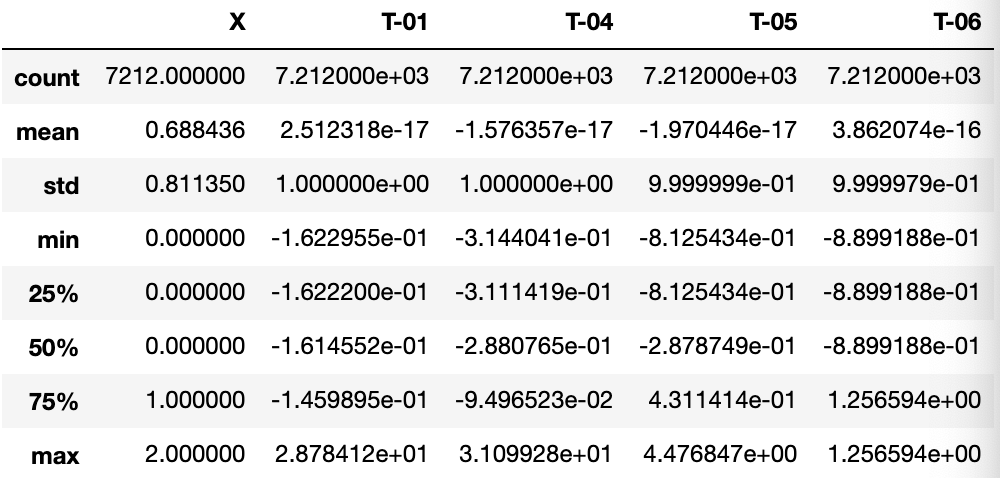 X T-01 T-04 T-05 T-06
count 7212.000000 7.212000e+03 7.212000e+03 7.212000e+03 7.212000e+03
mean 0.688436 2.512318e-17 -1.576357e-17 -1.970446e-17 3.862074e-16
std 0.811350 1.000000e+00 1.000000e+00 9.999999e-01 9.999979e-01
min 0.000000 -1.622955e-01 -3.144041e-01 -8.125434e-01 -8.899188e-01
25% 0.000000 -1.622200e-01 -3.111419e-01 -8.125434e-01 -8.899188e-01
50% 0.000000 -1.614552e-01 -2.880765e-01 -2.878749e-01 -8.899188e-01
75% 1.000000 -1.459895e-01 -9.496523e-02 4.311414e-01 1.256594e+00
max 2.000000 2.878412e+01 3.109928e+01 4.476847e+00 1.256594e+00